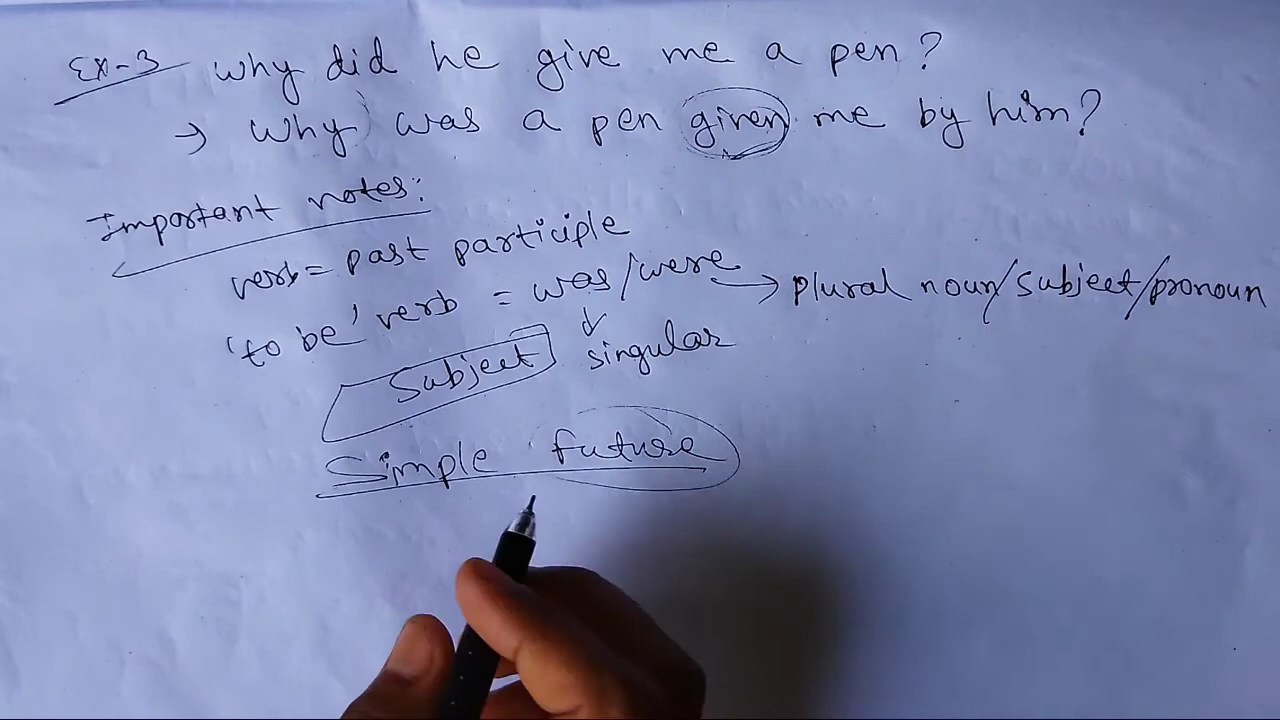 Ex-3 Why did he give me a pen?
→ Why was a pen given me by him?
Important notes:
verb = past participle
'to be' verb = was/were → plural noun/subject/pronoun
Subject singular
Simple future